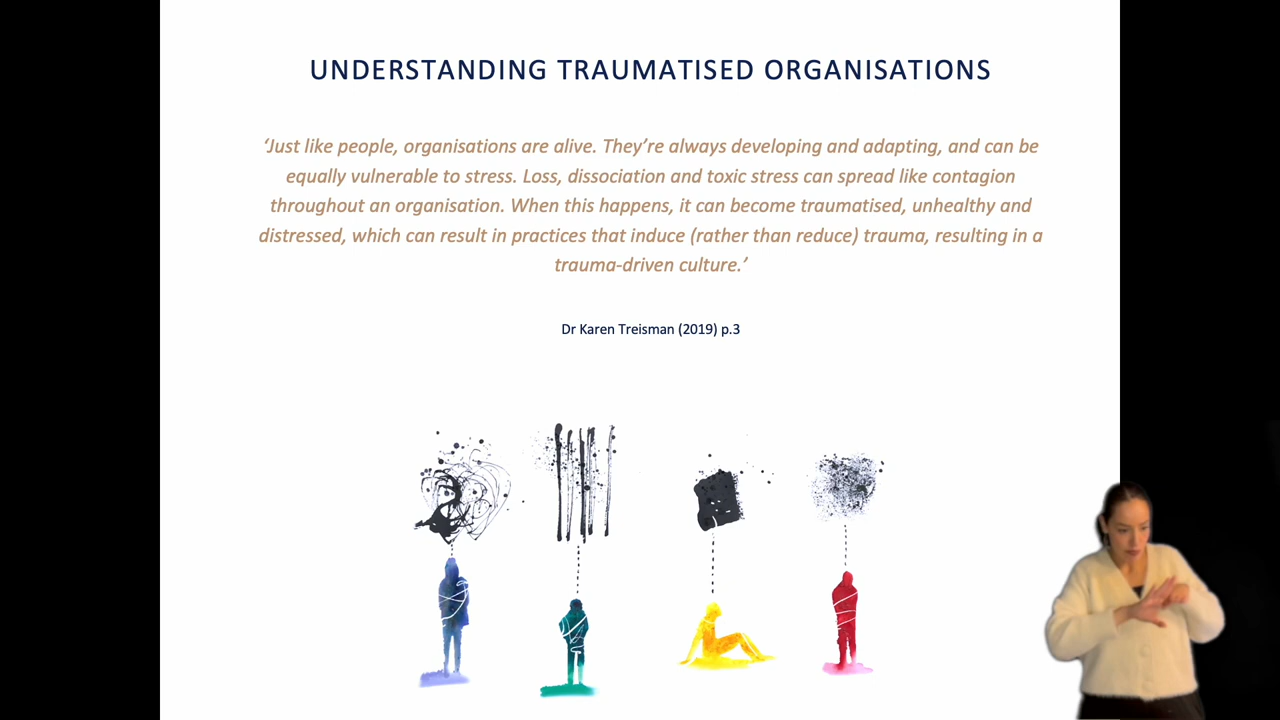 UNDERSTANDING TRAUMATISED ORGANISATIONS
‘Just like people, organisations are alive. They’re always developing and adapting, and can be
equally vulnerable to stress. Loss, dissociation and toxic stress can spread like contagion
throughout an organisation. When this happens, it can become traumatised, unhealthy and
distressed, which can result in practices that induce (rather than reduce) trauma, resulting in a
trauma-driven culture.’
Dr Karen Treisman (2019) p.3